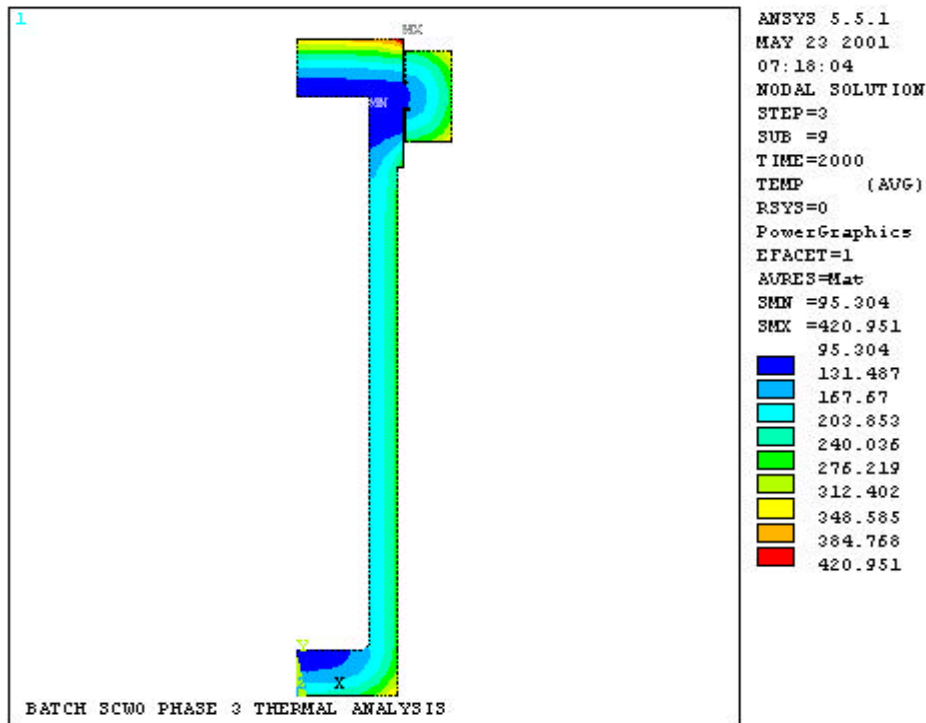 1
MX
MN
Y
Z
X
BATCH SCWO PHASE 3 THERMAL ANALYSIS
ANSYS 5.5.1
MAY 23 2001
07:18:04
NODAL SOLUTION
STEP=3
SUB =9
TIME=2000
TEMP (AVG)
RSYS=0
PowerGraphics
EFACET=1
AVRES=Mat
SMN =95.304
SMX =420.951
95.304
131.487
167.67
203.853
240.036
276.219
312.402
348.585
384.768
420.951